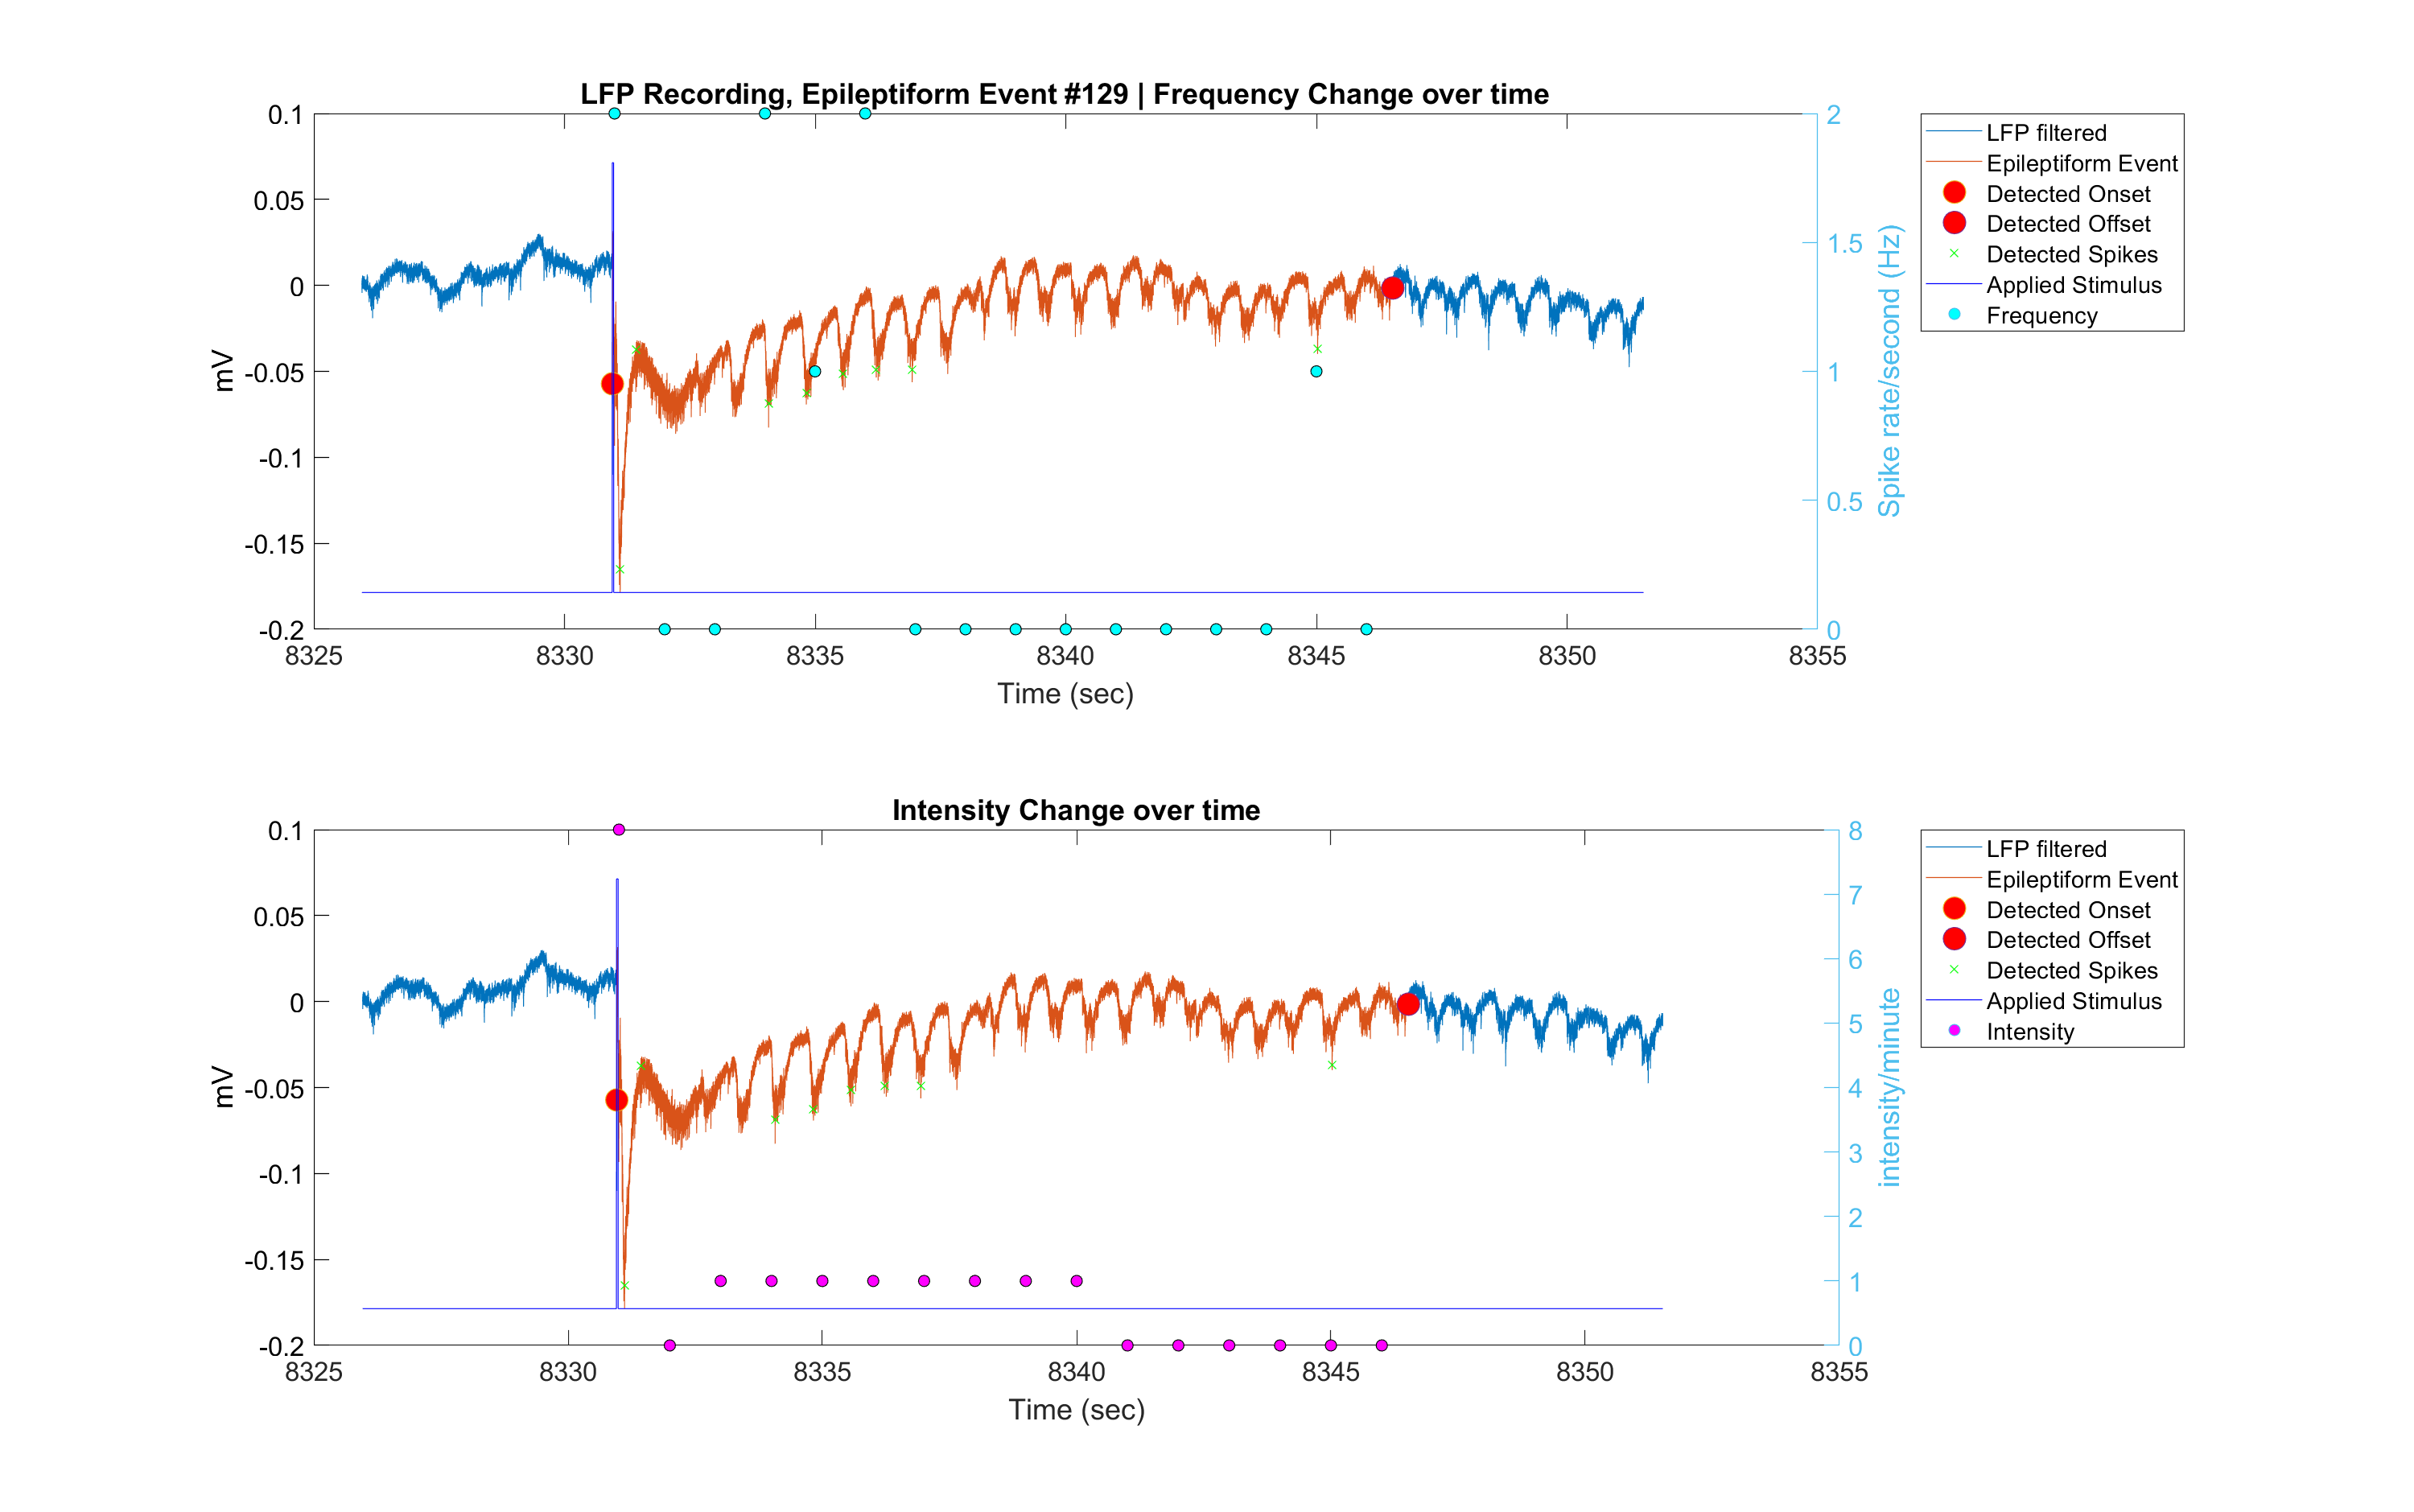 LFP Recording, Epileptiform Event #129 | Frequency Change over time
0.1
0.05
0
-0.05
-0.1
-0.15
-0.2
mV
8325
8330
8335
8340
8345
8350
8355
Time (sec)
2
1.5
1
0.5
0
Spike rate/second (Hz)
LFP filtered
Epileptiform Event
Detected Onset
Detected Offset
Detected Spikes
Applied Stimulus
Frequency
Intensity Change over time
0.1
0.05
0
-0.05
-0.1
-0.15
-0.2
mV
8325
8330
8335
8340
8345
8350
8355
Time (sec)
8
7
6
5
4
3
2
1
0
intensity/minute
LFP filtered
Epileptiform Event
Detected Onset
Detected Offset
Detected Spikes
Applied Stimulus
Intensity